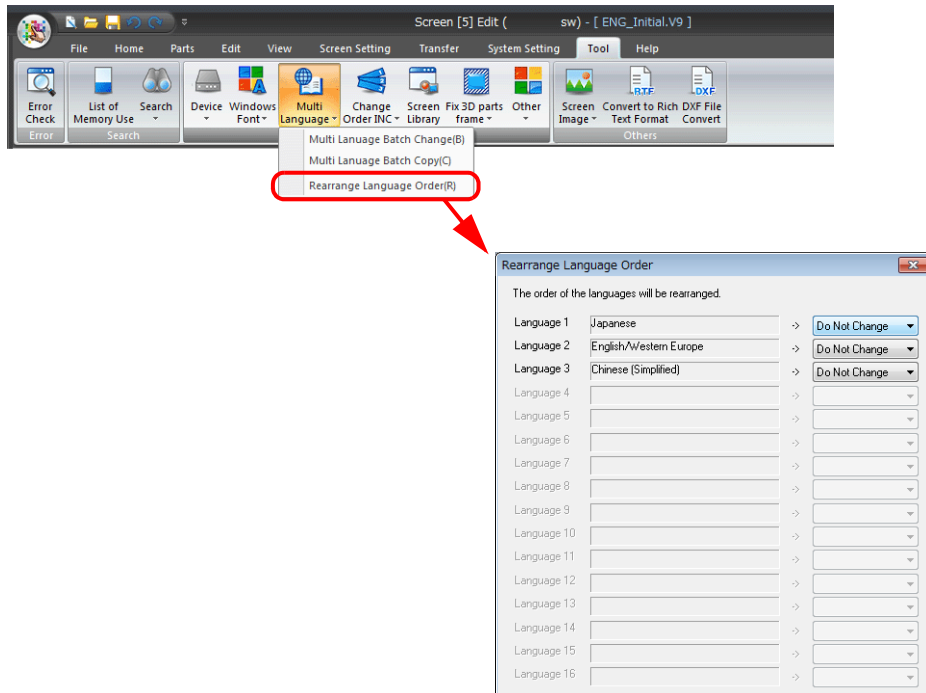 Screen [5] Edit ( sw) - [ ENG_Initial.V9 ]
File Home Parts Edit View Screen Setting Transfer System Setting Tool Help
Error Check
List of Memory Use
Search
Device
Windows Font
Multi Language
Change Order INC
Screen Library
Fix 3D parts frame
Other
Screen Image
RTF
Convert to Rich Text Format
DXF
DXF File Convert
Error
Search
Others
Multi Lanuage Batch Change(B)
Multi Lanuage Batch Copy(C)
Rearrange Language Order(R)
Rearrange Language Order
The order of the languages will be rearranged.
Language 1 Japanese -> Do Not Change
Language 2 English/Western Europe -> Do Not Change
Language 3 Chinese (Simplified) -> Do Not Change
Language 4 ->
Language 5 ->
Language 6 ->
Language 7 ->
Language 8 ->
Language 9 ->
Language 10 ->
Language 11 ->
Language 12 ->
Language 13 ->
Language 14 ->
Language 15 ->
Language 16 ->